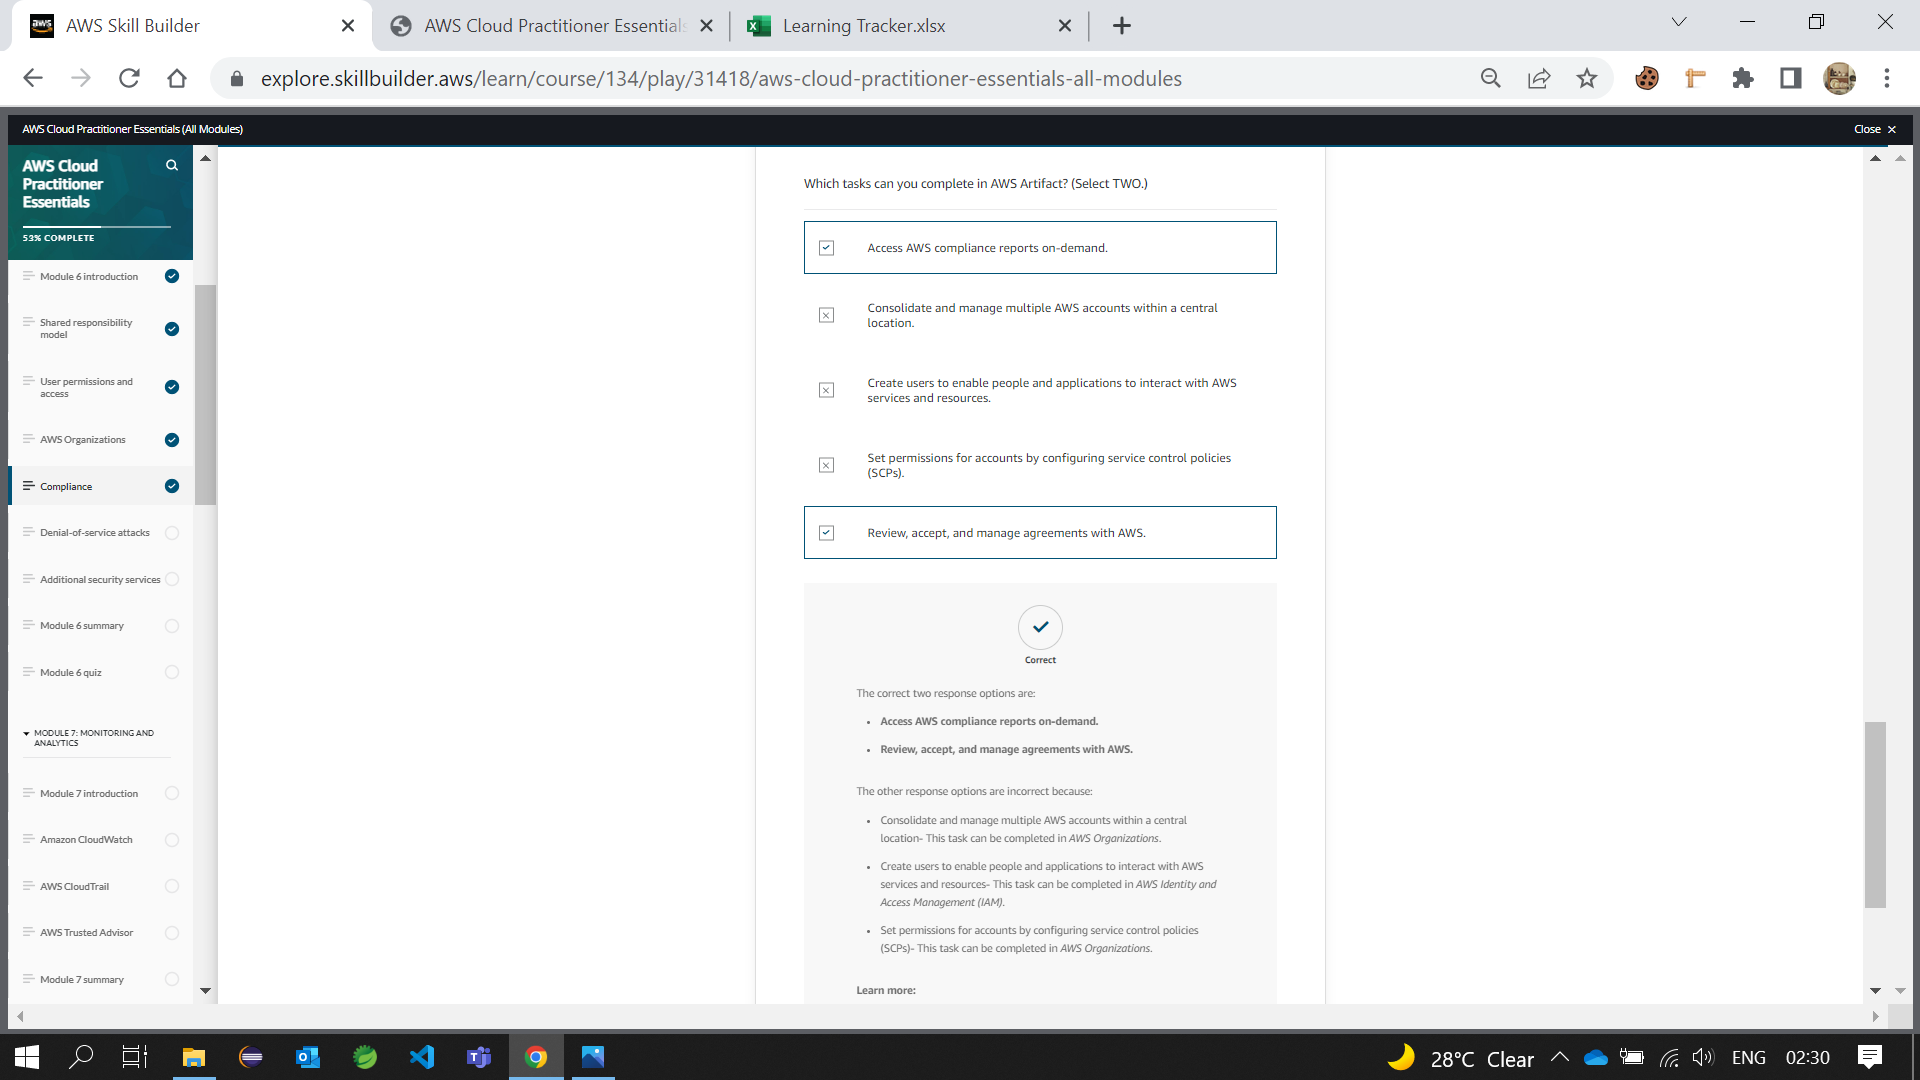 AWS Skill Builder
AWS Cloud Practitioner Essentials
Learning Tracker.xlsx
explore.skillbuilder.aws/learn/course/134/play/31418/aws-cloud-practitioner-essentials-all-modules
AWS Cloud Practitioner Essentials (All Modules)
Close
AWS Cloud
Practitioner
Essentials
53% COMPLETE
Module 6 introduction
Shared responsibility
model
User permissions and
access
AWS Organizations
Compliance
Denial-of-service attacks
Additional security services
Module 6 summary
Module 6 quiz
MODULE 7: MONITORING AND
ANALYTICS
Module 7 introduction
Amazon CloudWatch
AWS CloudTrail
AWS Trusted Advisor
Module 7 summary
Which tasks can you complete in AWS Artifact? (Select TWO.)
Access AWS compliance reports on-demand.
Consolidate and manage multiple AWS accounts within a central
location.
Create users to enable people and applications to interact with AWS
services and resources.
Set permissions for accounts by configuring service control policies
(SCPs).
Review, accept, and manage agreements with AWS.
Correct
The correct two response options are:
• Access AWS compliance reports on-demand.
• Review, accept, and manage agreements with AWS.
The other response options are incorrect because:
• Consolidate and manage multiple AWS accounts within a central
location- This task can be completed in AWS Organizations.
• Create users to enable people and applications to interact with AWS
services and resources- This task can be completed in AWS Identity and
Access Management (IAM).
• Set permissions for accounts by configuring service control policies
(SCPs)- This task can be completed in AWS Organizations.
Learn more:
28°C Clear
ENG
02:30